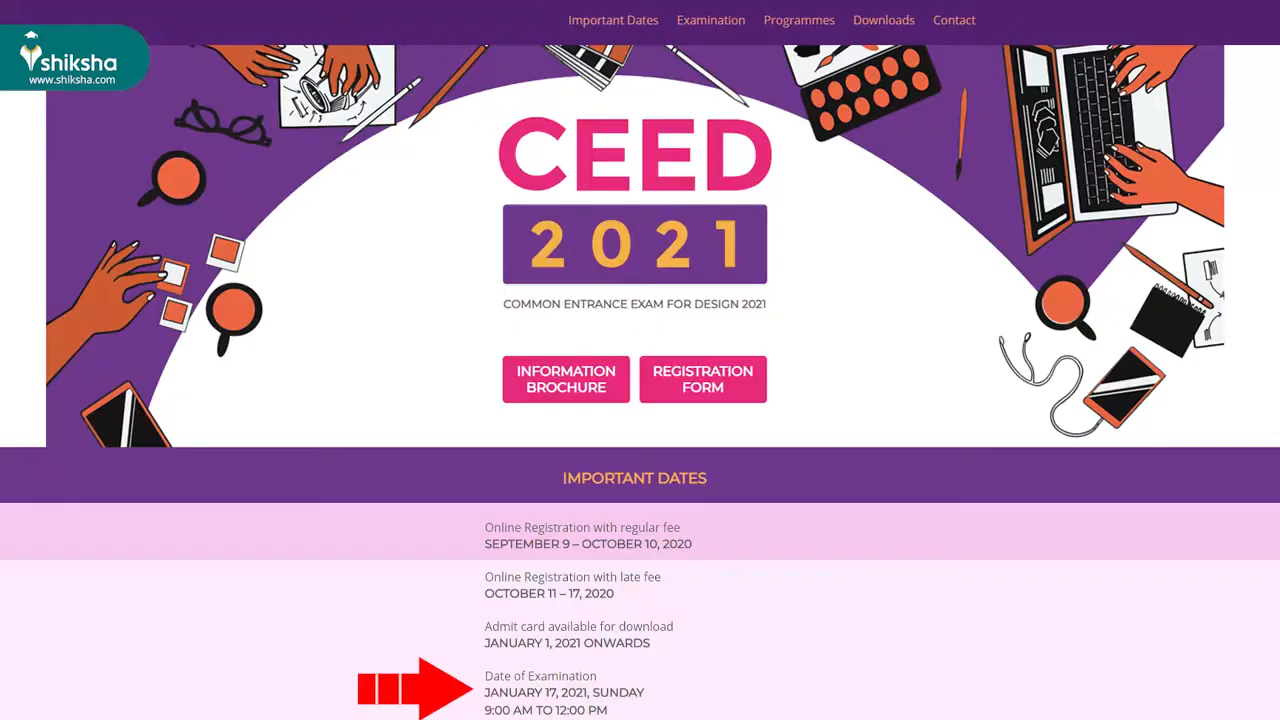 Important Dates Examination Programmes Downloads Contact
shiksha
www.shiksha.com
CEED
2021
COMMON ENTRANCE EXAM FOR DESIGN 2021
INFORMATION
BROCHURE
REGISTRATION
FORM
IMPORTANT DATES
Online Registration with regular fee
SEPTEMBER 9 – OCTOBER 10, 2020
Online Registration with late fee
OCTOBER 11 – 17, 2020
Admit card available for download
JANUARY 1, 2021 ONWARDS
Date of Examination
JANUARY 17, 2021, SUNDAY
9:00 AM TO 12:00 PM